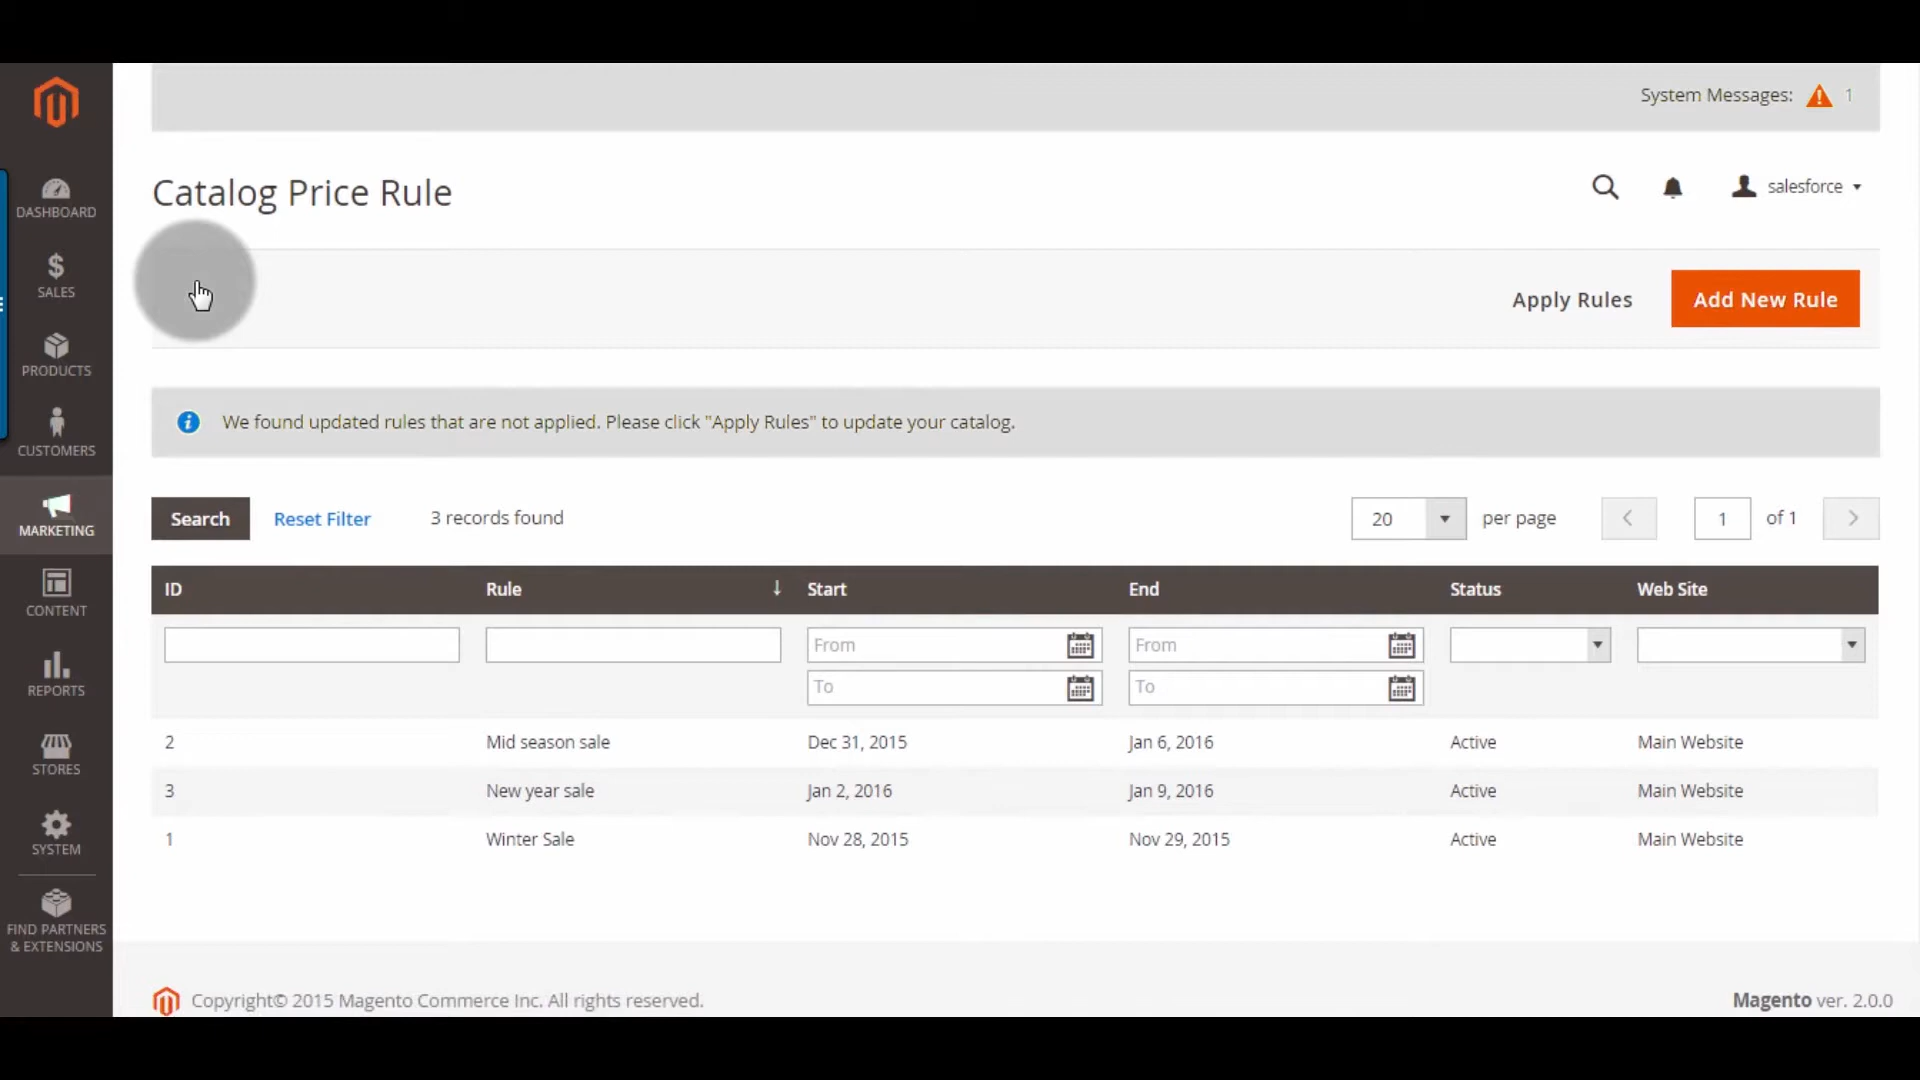 System Messages: 1
Catalog Price Rule
salesforce
DASHBOARD
SALES
PRODUCTS
CUSTOMERS
MARKETING
CONTENT
REPORTS
STORES
SYSTEM
FIND PARTNERS
& EXTENSIONS
Apply Rules Add New Rule
We found updated rules that are not applied. Please click "Apply Rules" to update your catalog.
Search Reset Filter 3 records found 20 per page 1 of 1
ID Rule Start End Status Web Site
From From
To To
2 Mid season sale Dec 31, 2015 Jan 6, 2016 Active Main Website
3 New year sale Jan 2, 2016 Jan 9, 2016 Active Main Website
1 Winter Sale Nov 28, 2015 Nov 29, 2015 Active Main Website
Copyright© 2015 Magento Commerce Inc. All rights reserved. Magento ver. 2.0.0